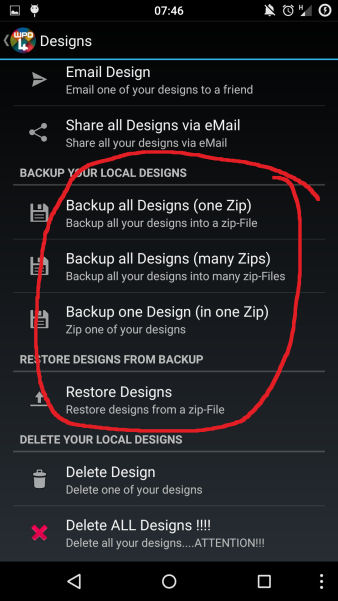 07:46
H
WPD
4
Designs
Email Design
Email one of your designs to a friend
Share all Designs via eMail
Share all your designs via eMail
BACKUP YOUR LOCAL DESIGNS
Backup all Designs (one Zip)
Backup all designs into a zip-File
Backup all Designs (many Zips)
Backup all your designs into many zip-Files
Backup one Design (in one Zip)
Zip one of your designs
RESTORE DESIGNS FROM BACKUP
Restore Designs
Restore designs from a zip-File
DELETE YOUR LOCAL DESIGNS
Delete Design
Delete one of your designs
Delete ALL Designs !!!!
Delete all your designs....ATTENTION!!!